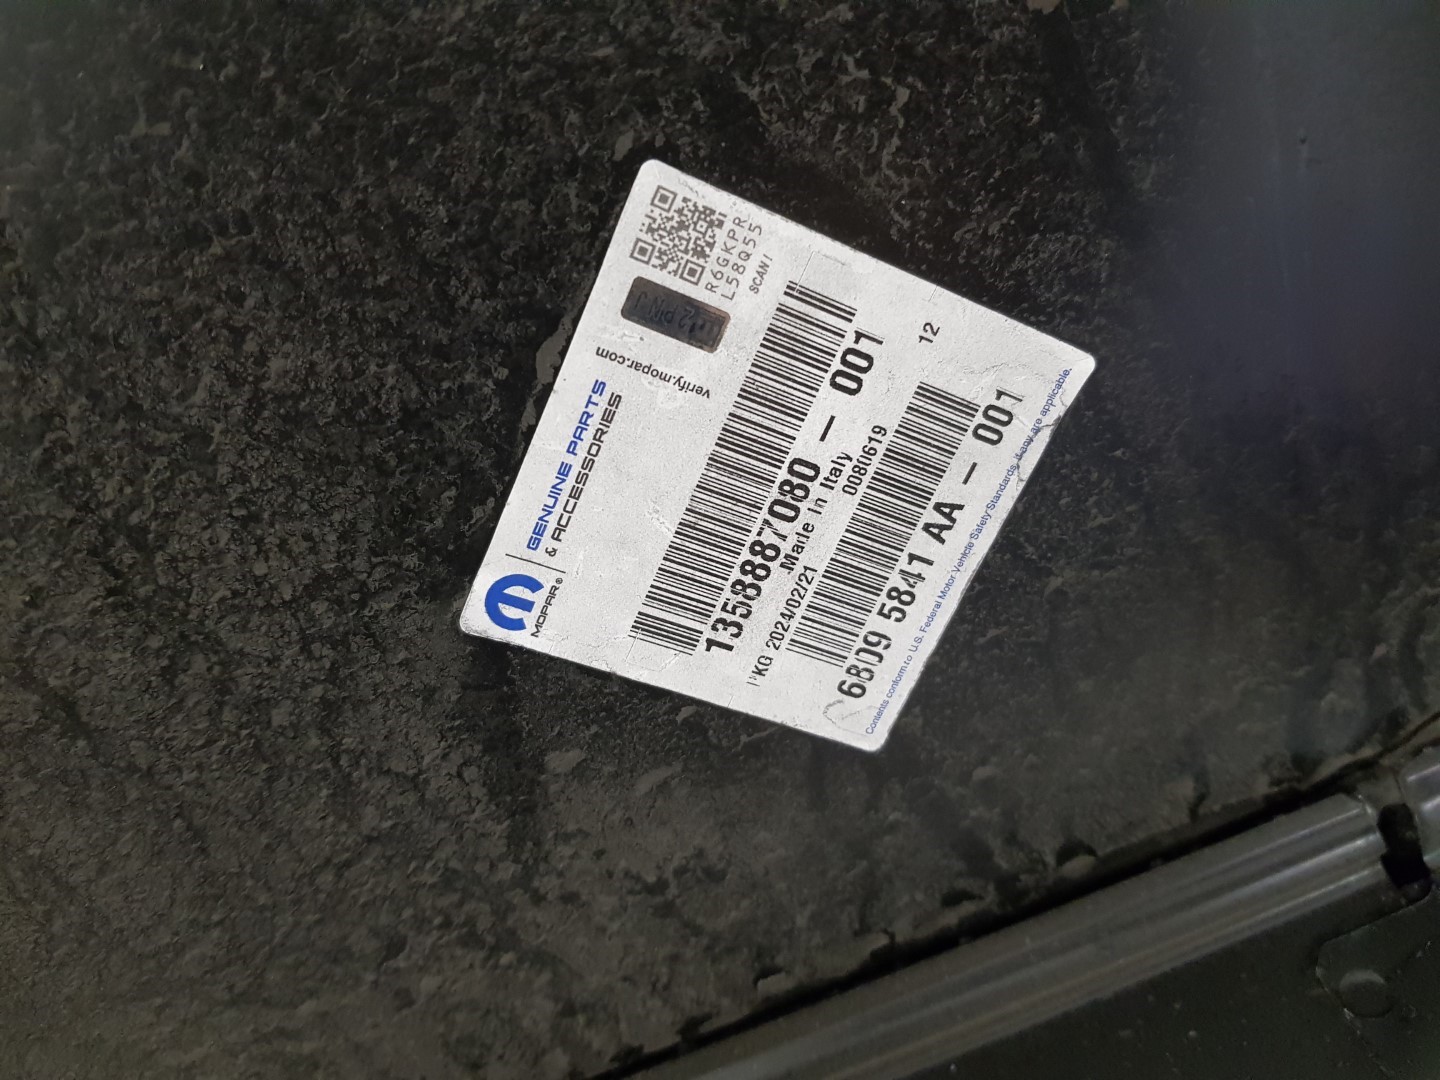 MOPAR®
GENUINE PARTS
& ACCESSORIES
verify.mopar.com
R6GKPR
L58Q55
SCAN!
1358887080 – 001
Made in Italy
PKG 2024/02/21
0080619
12
6809 5841 AA – 001
Contents conform to U.S. Federal Motor Vehicle Safety Standards, if any are applicable.